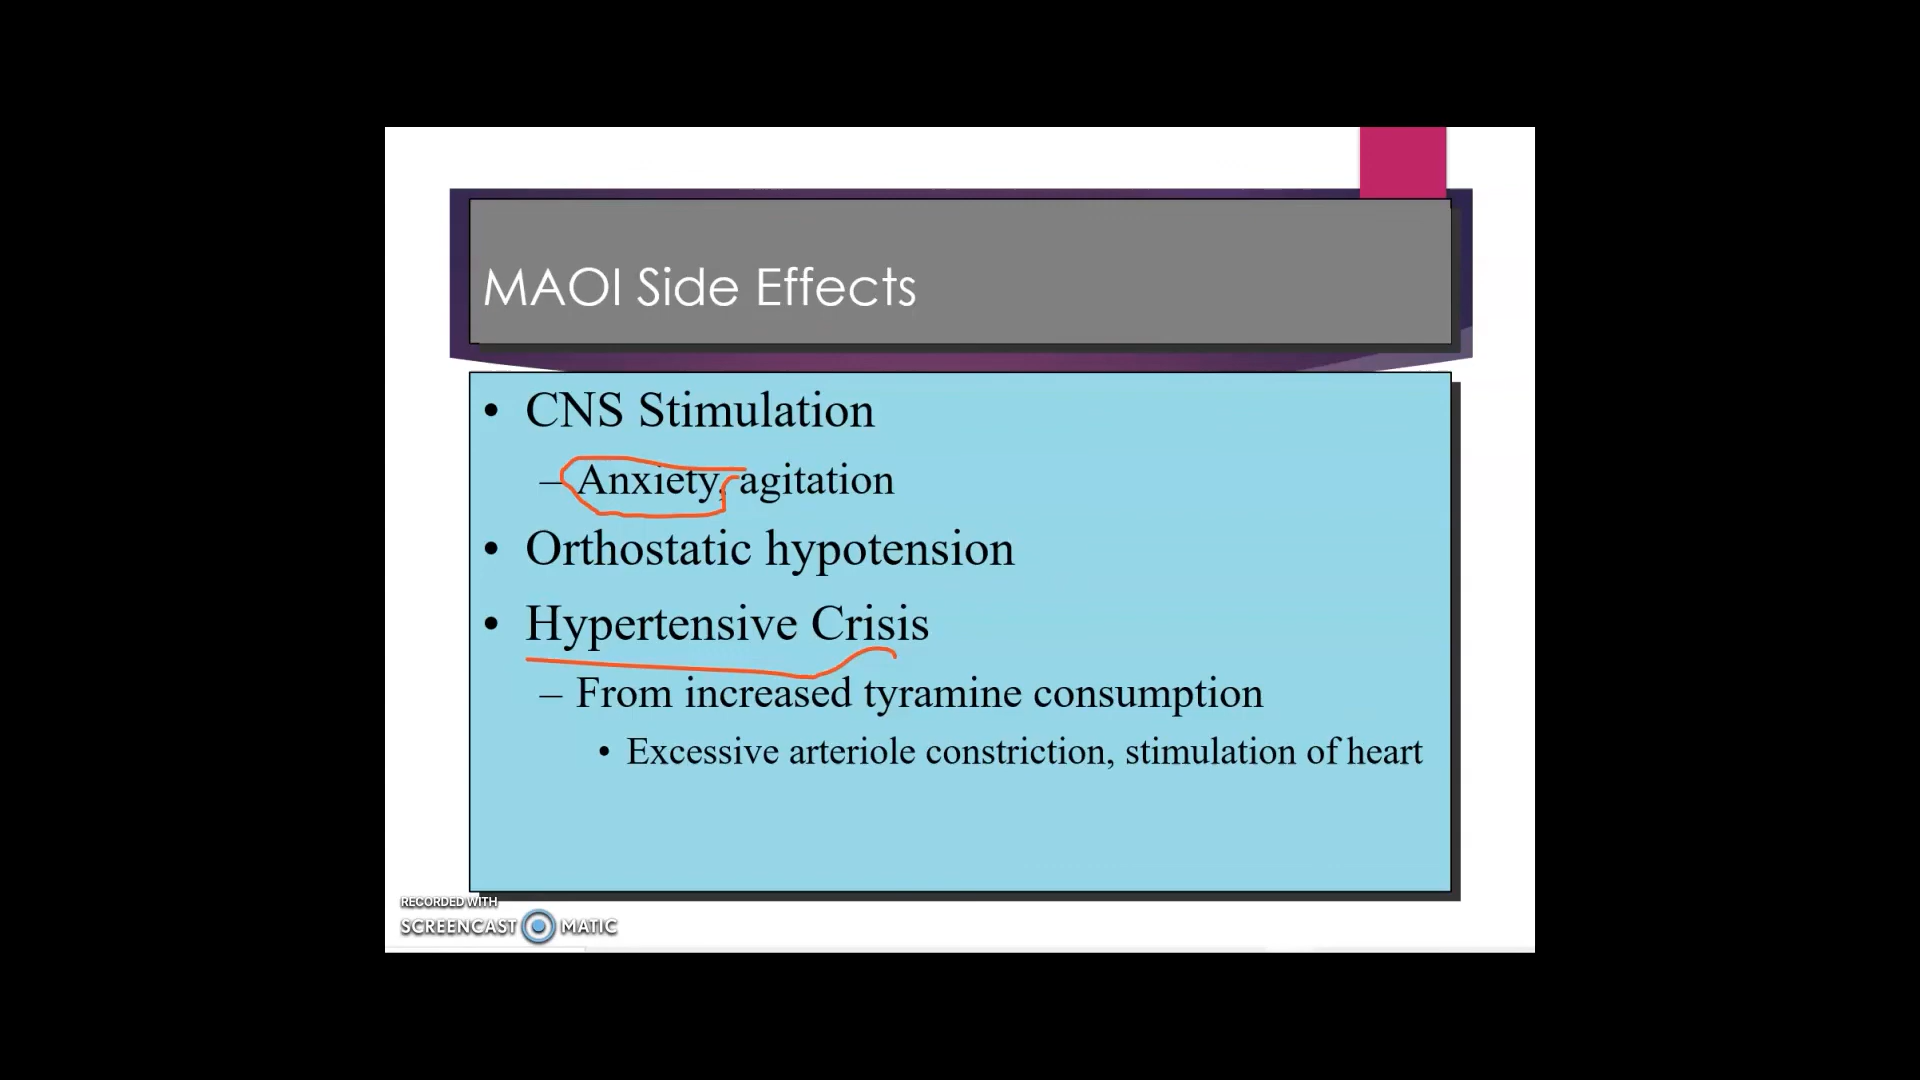 MAOI Side Effects
• CNS Stimulation
– Anxiety, agitation
• Orthostatic hypotension
• Hypertensive Crisis
– From increased tyramine consumption
• Excessive arteriole constriction, stimulation of heart
RECORDED WITH
SCREENCAST MATIC